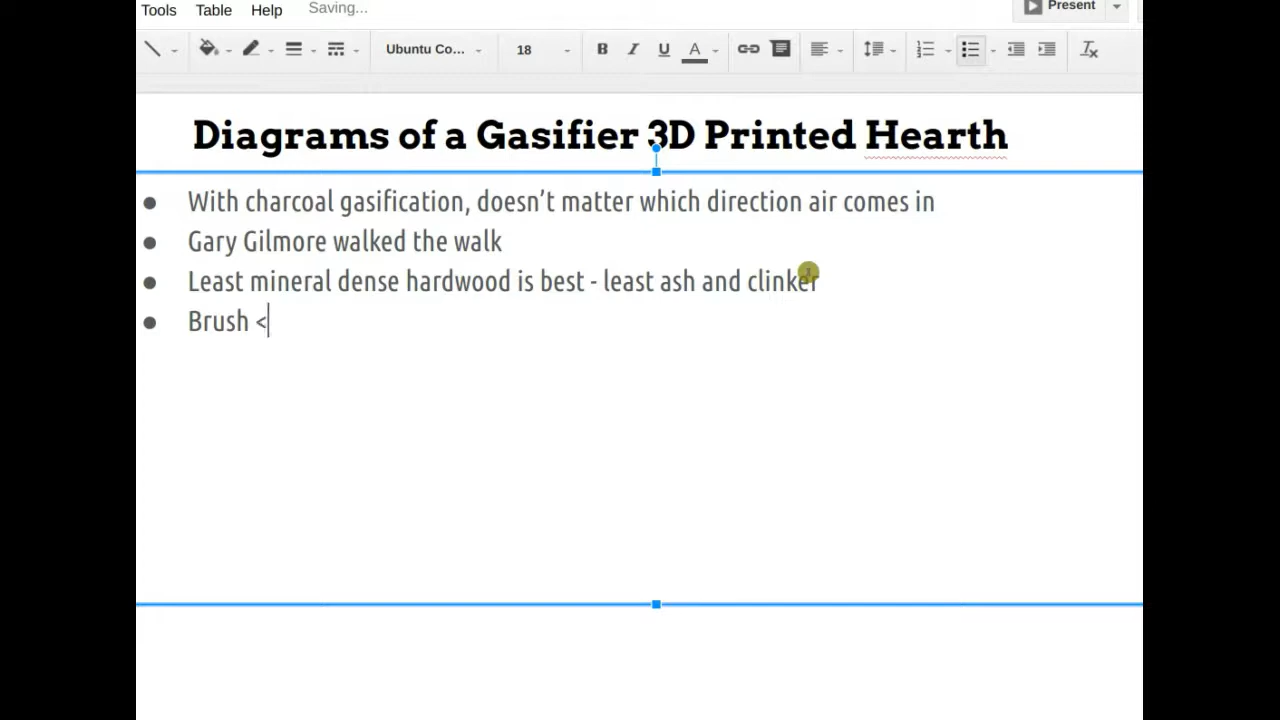 Tools Table Help Saving... Present
Ubuntu Co... 18 B I U A
Diagrams of a Gasifier 3D Printed Hearth
● With charcoal gasification, doesn’t matter which direction air comes in
● Gary Gilmore walked the walk
● Least mineral dense hardwood is best - least ash and clinker
● Brush <